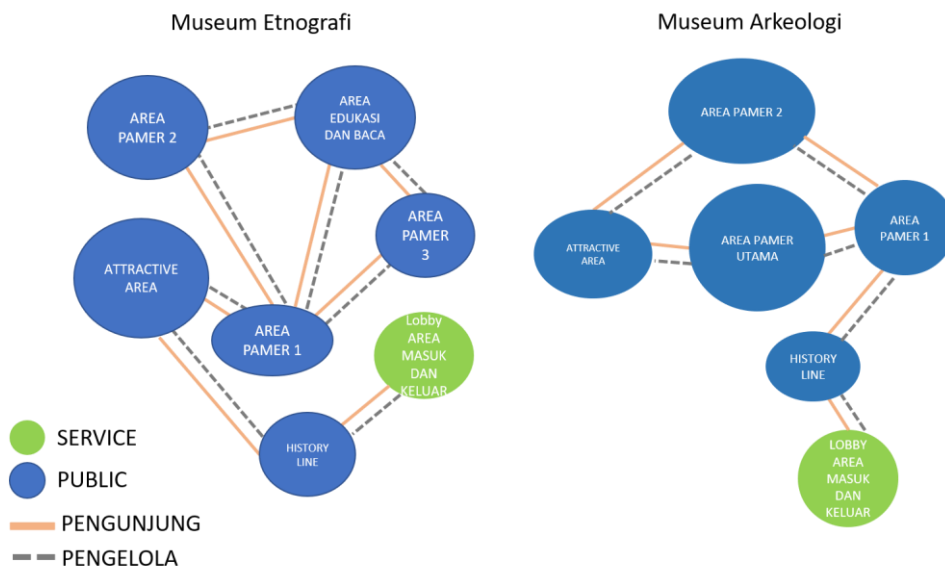 Museum Etnografi
AREA
PAMER 2
AREA
EDUKASI
DAN BACA
AREA
PAMER
3
ATTRACTIVE
AREA
AREA
PAMER 1
Lobby
AREA
MASUK
DAN
KELUAR
HISTORY
LINE
SERVICE
PUBLIC
PENGUNJUNG
PENGELOLA
Museum Arkeologi
AREA PAMER 2
ATTRACTIVE
AREA
AREA PAMER
UTAMA
AREA
PAMER 1
HISTORY
LINE
LOBBY
AREA
MASUK
DAN
KELUAR